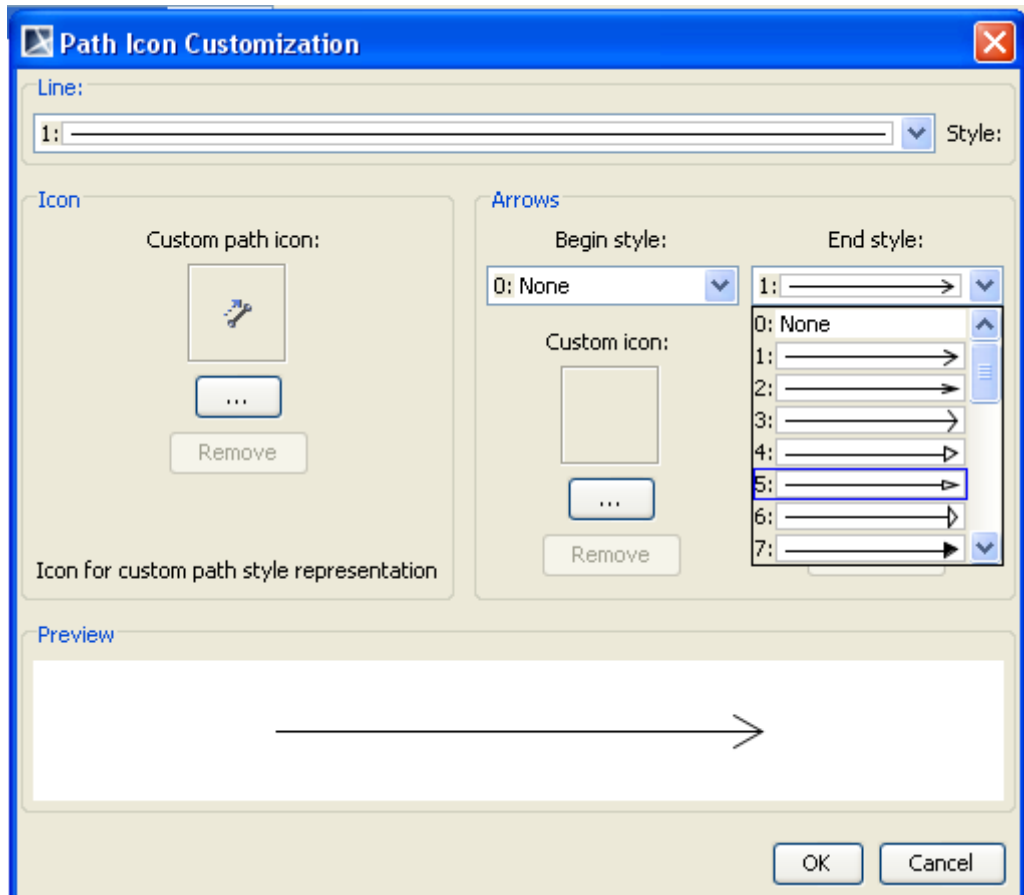 Path Icon Customization
Line:
1:
Style:
Icon
Custom path icon:
...
Remove
Icon for custom path style representation
Arrows
Begin style:
0: None
Custom icon:
...
Remove
End style:
1:
0: None
1:
2:
3:
4:
5:
6:
7:
Preview
OK
Cancel